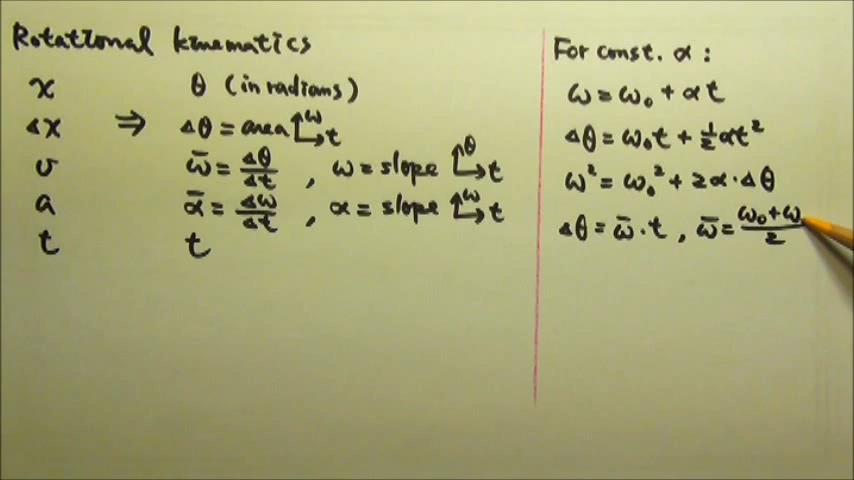 Rotational kinematics
x θ (in radians)
Δx ⇒ Δθ = area ω t
v ω̄ = Δθ/Δt , ω = slope θ t
a ᾱ = Δω/Δt , α = slope ω t
t t
For const. α :
ω = ω₀ + αt
Δθ = ω₀t + ½αt²
ω² = ω₀² + 2α·Δθ
Δθ = ω̄·t , ω̄ = (ω₀+ω)/2